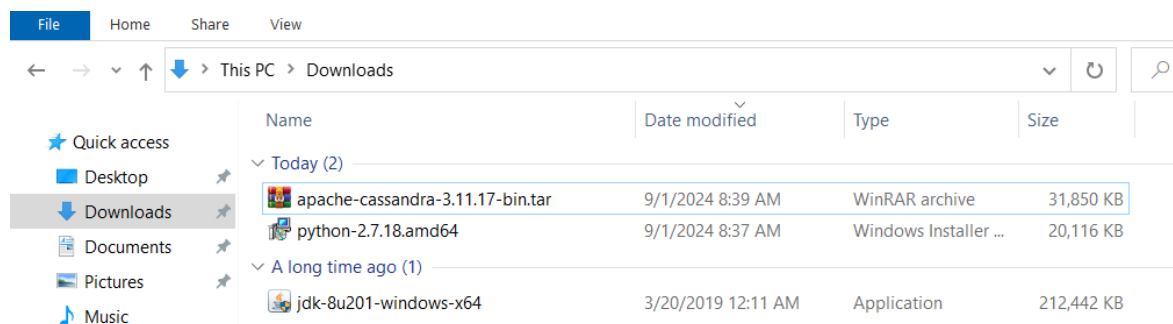 File Home Share View
This PC > Downloads
Name Date modified Type Size
Quick access
Today (2)
Desktop
apache-cassandra-3.11.17-bin.tar 9/1/2024 8:39 AM WinRAR archive 31,850 KB
Downloads
python-2.7.18.amd64 9/1/2024 8:37 AM Windows Installer ... 20,116 KB
Documents
A long time ago (1)
Pictures
jdk-8u201-windows-x64 3/20/2019 12:11 AM Application 212,442 KB
Music